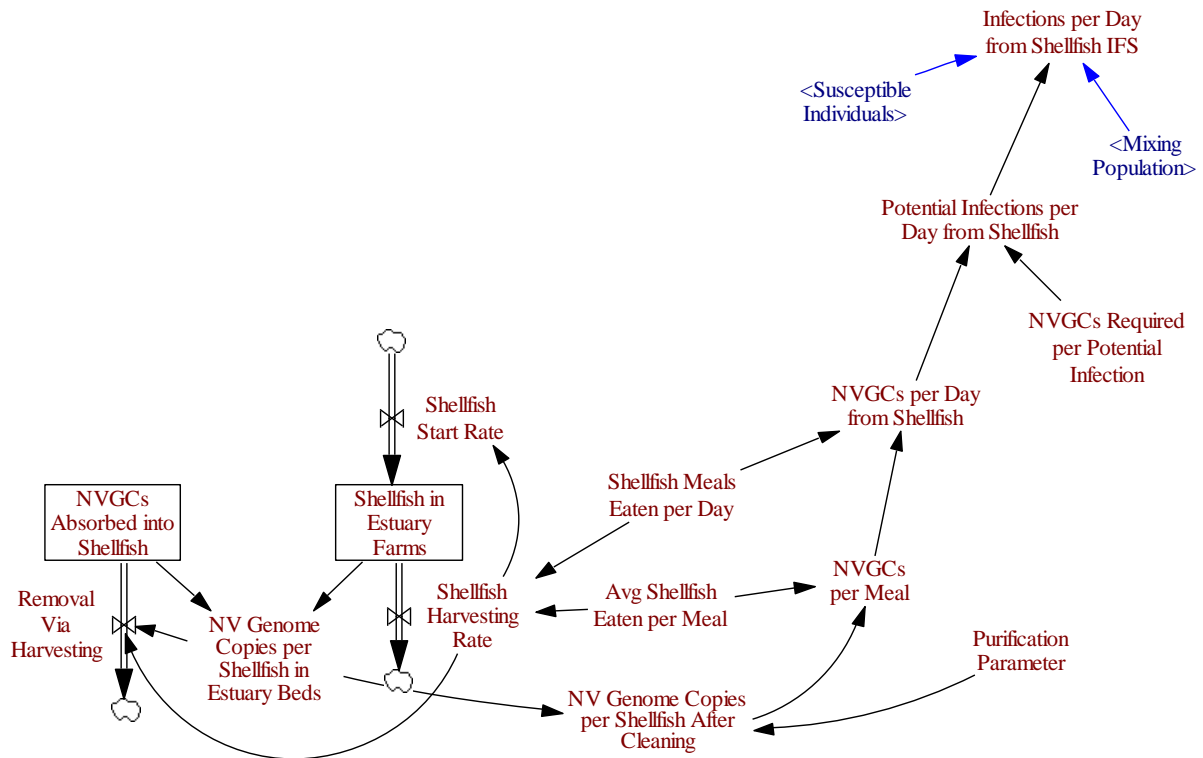 Infections per Day
from Shellfish IFS
<Susceptible
Individuals>
<Mixing
Population>
Potential Infections per
Day from Shellfish
NVGCs Required
per Potential
Infection
NVGCs per Day
from Shellfish
Shellfish
Start Rate
Shellfish Meals
Eaten per Day
NVGCs
Absorbed into
Shellfish
Shellfish in
Estuary
Farms
Removal
Via
Harvesting
NV Genome
Copies per
Shellfish in
Estuary Beds
Shellfish
Harvesting
Rate
Avg Shellfish
Eaten per Meal
NVGCs
per Meal
Purification
Parameter
NV Genome Copies
per Shellfish After
Cleaning